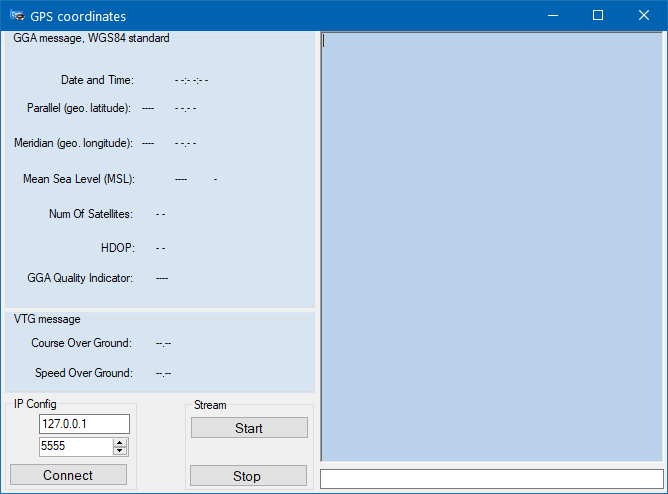 GPS coordinates
GGA message, WGS84 standard
Date and Time: - -:- -:- -
Parallel (geo. latitude): ---- - -.- -
Meridian (geo. longitude): ---- - -.- -
Mean Sea Level (MSL): ---- -
Num Of Satellites: - -
HDOP: - -
GGA Quality Indicator: ----
VTG message
Course Over Ground: --.--
Speed Over Ground: --.--
IP Config
127.0.0.1
5555
Connect
Stream
Start
Stop